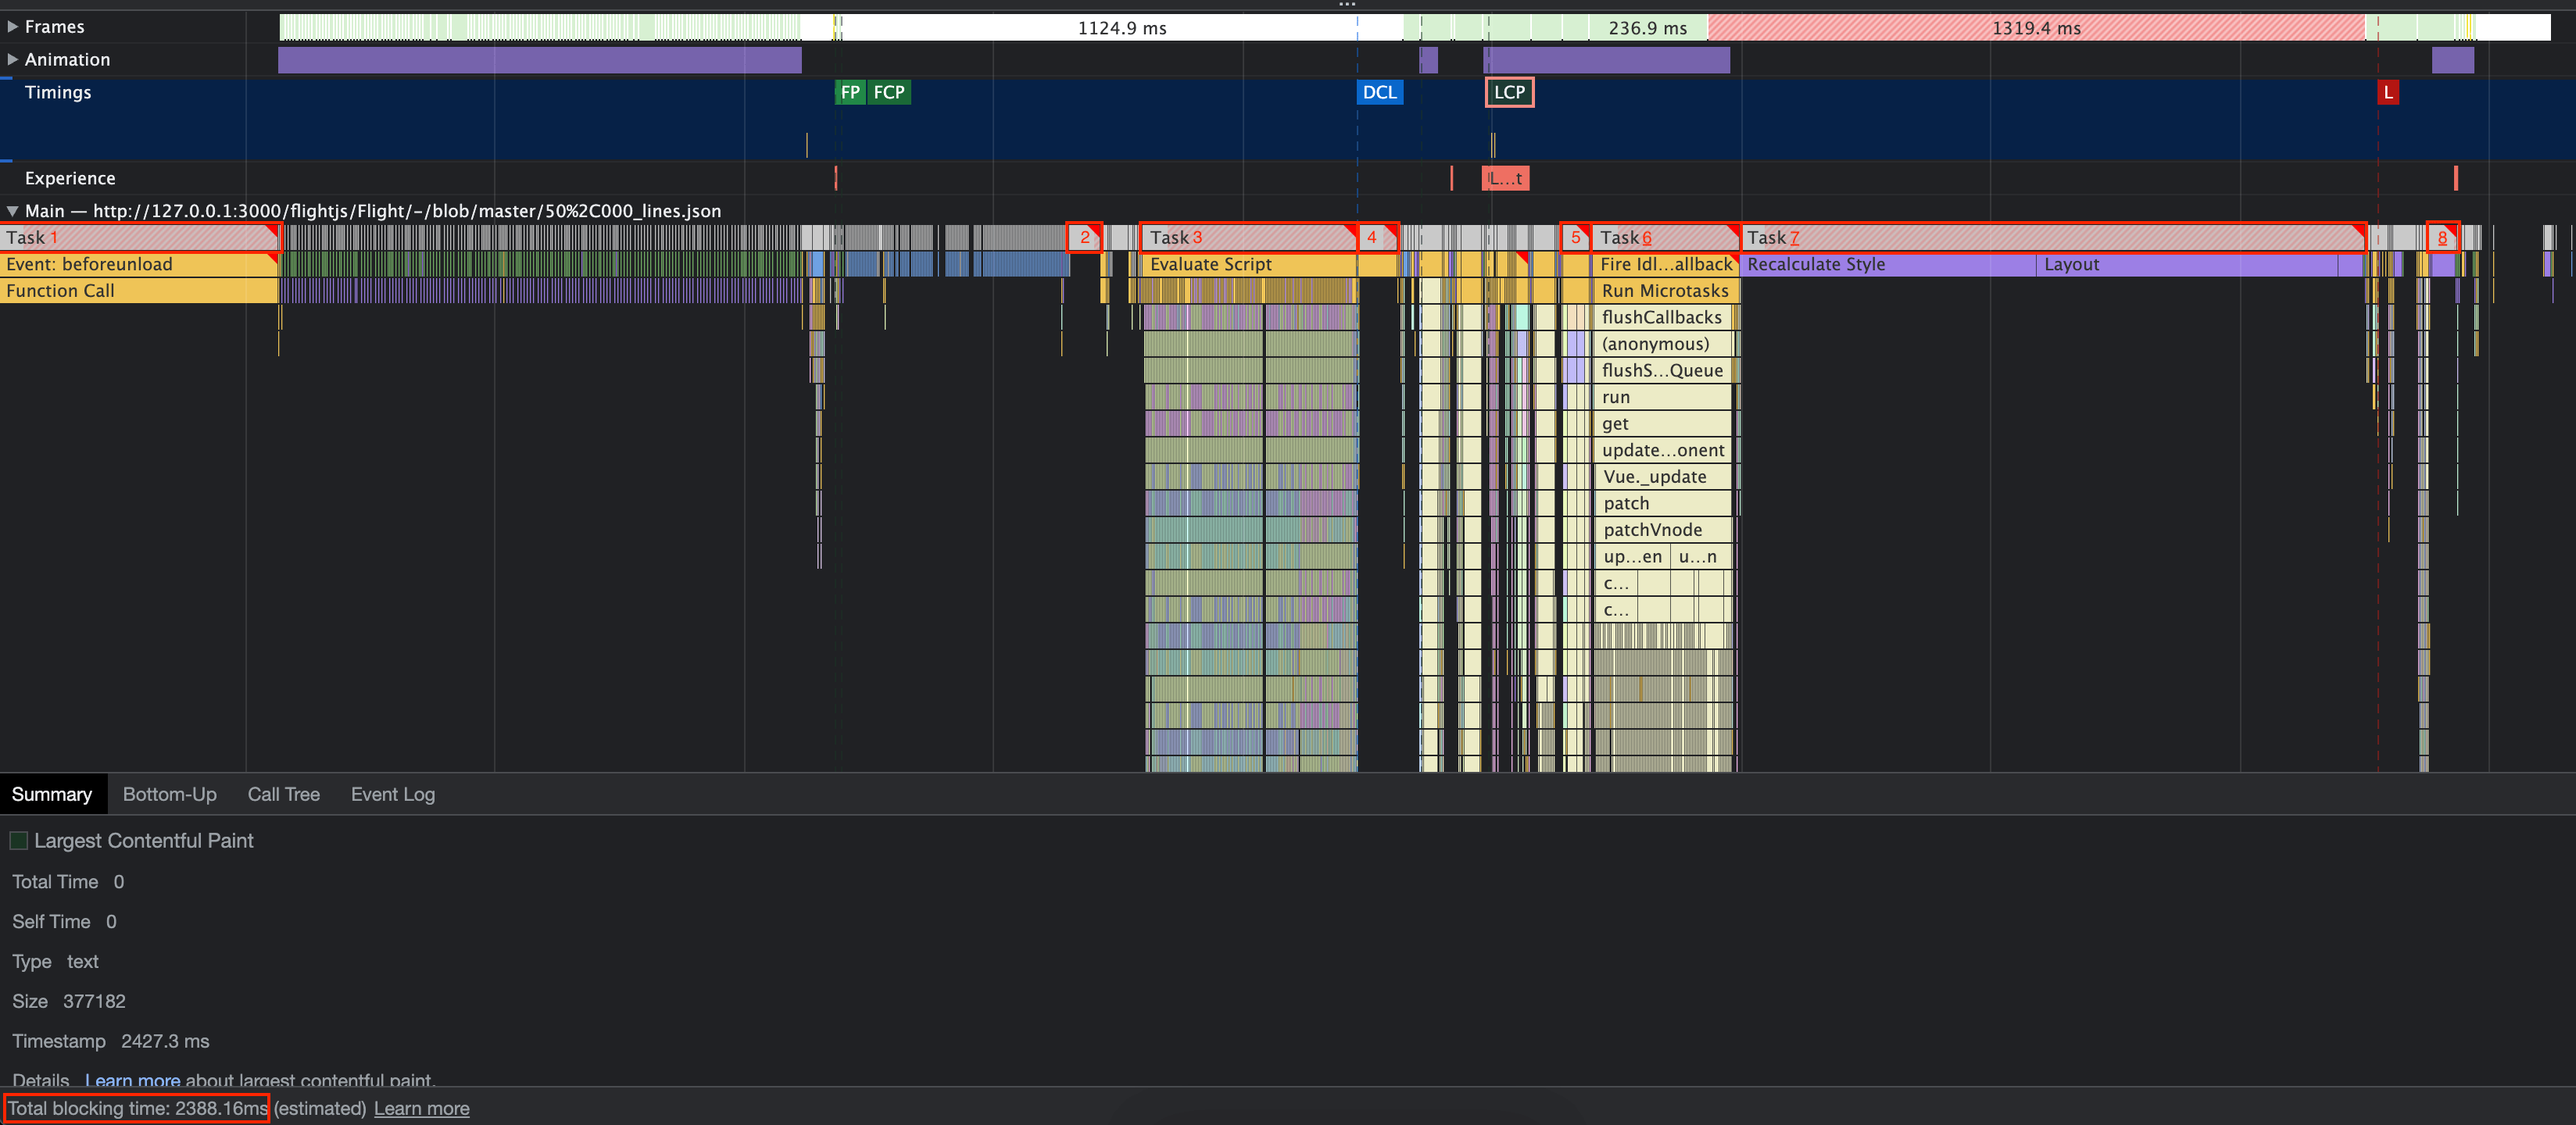 Frames 1124.9 ms 236.9 ms 1319.4 ms
Animation
Timings FP FCP DCL LCP L
Experience L...t
Main — http://127.0.0.1:3000/flightjs/Flight/-/blob/master/50%2C000_lines.json
Task 1 2 Task 3 4 5 Task 6 Task 7 8
Event: beforeunload Evaluate Script Fire Idl...allback Recalculate Style Layout
Function Call Run Microtasks
flushCallbacks
(anonymous)
flushS...Queue
run
get
update...onent
Vue._update
patch
patchVnode
up...en u...n
c...
c...
Summary Bottom-Up Call Tree Event Log
Largest Contentful Paint
Total Time 0
Self Time 0
Type text
Size 377182
Timestamp 2427.3 ms
Details Learn more about largest contentful paint.
Total blocking time: 2388.16ms (estimated) Learn more